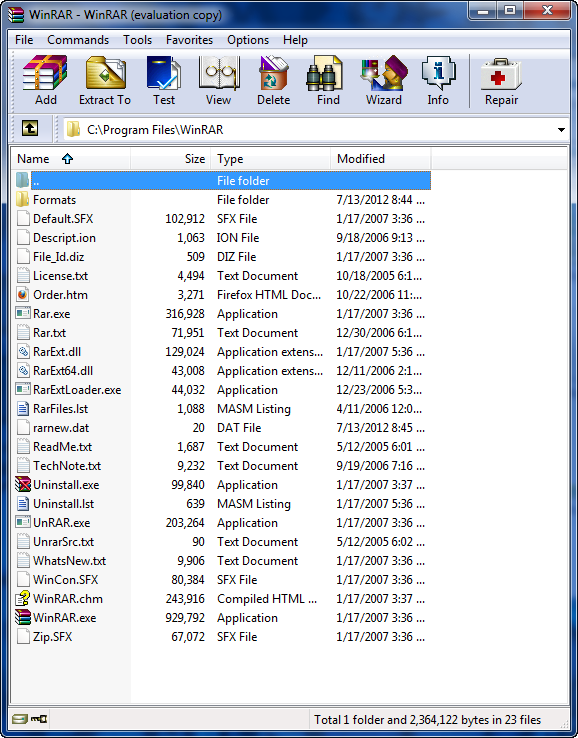 WinRAR - WinRAR (evaluation copy)
File Commands Tools Favorites Options Help
Add Extract To Test View Delete Find Wizard Info Repair
C:\Program Files\WinRAR
Name Size Type Modified
.. File folder
Formats File folder 7/13/2012 8:44 ...
Default.SFX 102,912 SFX File 1/17/2007 3:36 ...
Descript.ion 1,063 ION File 9/18/2006 9:13 ...
File_Id.diz 509 DIZ File 1/17/2007 3:36 ...
License.txt 4,494 Text Document 10/18/2005 6:1...
Order.htm 3,271 Firefox HTML Doc... 10/22/2006 11:...
Rar.exe 316,928 Application 1/17/2007 3:36 ...
Rar.txt 71,951 Text Document 12/30/2006 6:1...
RarExt.dll 129,024 Application extens... 1/17/2007 5:36 ...
RarExt64.dll 43,008 Application extens... 12/11/2006 2:1...
RarExtLoader.exe 44,032 Application 12/23/2006 5:3...
RarFiles.lst 1,088 MASM Listing 4/11/2006 12:0...
rarnew.dat 20 DAT File 7/13/2012 8:45 ...
ReadMe.txt 1,687 Text Document 5/12/2005 6:01 ...
TechNote.txt 9,232 Text Document 9/19/2006 7:16 ...
Uninstall.exe 99,840 Application 1/17/2007 3:37 ...
Uninstall.lst 639 MASM Listing 1/17/2007 5:36 ...
UnRAR.exe 203,264 Application 1/17/2007 3:36 ...
UnrarSrc.txt 90 Text Document 5/12/2005 6:02 ...
WhatsNew.txt 9,906 Text Document 1/17/2007 3:36 ...
WinCon.SFX 80,384 SFX File 1/17/2007 3:36 ...
WinRAR.chm 243,916 Compiled HTML ... 1/17/2007 3:37 ...
WinRAR.exe 929,792 Application 1/17/2007 3:36 ...
Zip.SFX 67,072 SFX File 1/17/2007 3:36 ...
Total 1 folder and 2,364,122 bytes in 23 files